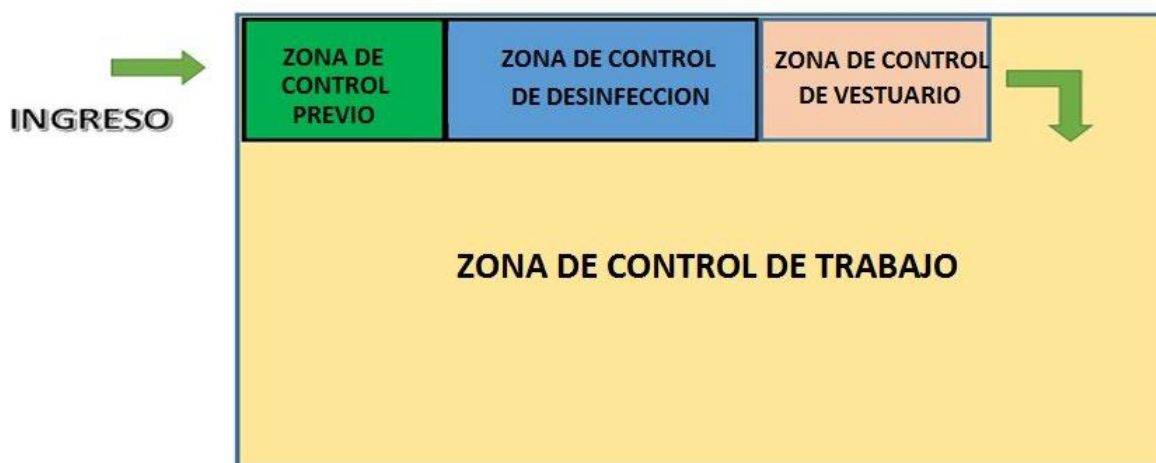 INGRESO
ZONA DE
CONTROL
PREVIO
ZONA DE CONTROL
DE DESINFECCION
ZONA DE CONTROL
DE VESTUARIO
ZONA DE CONTROL DE TRABAJO